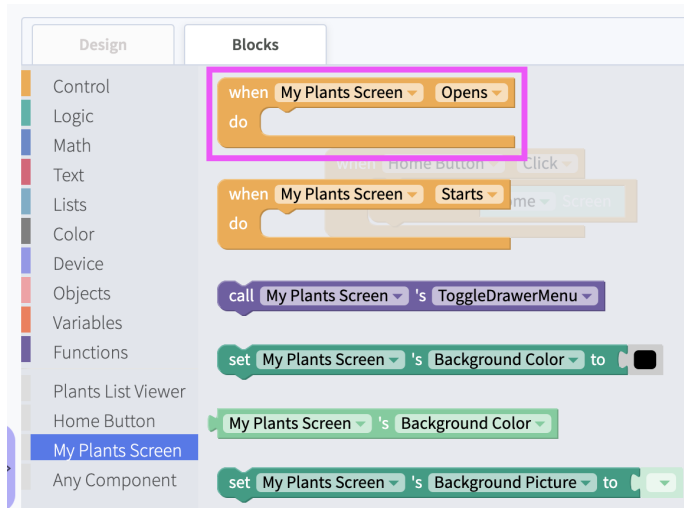 Design
Blocks
Control
Logic
Math
Text
Lists
Color
Device
Objects
Variables
Functions
Plants List Viewer
Home Button
My Plants Screen
Any Component
when My Plants Screen Opens
do
when Home Button Click
when My Plants Screen Starts
do
ome Screen
call My Plants Screen 's ToggleDrawerMenu
set My Plants Screen 's Background Color to
My Plants Screen 's Background Color
set My Plants Screen 's Background Picture to